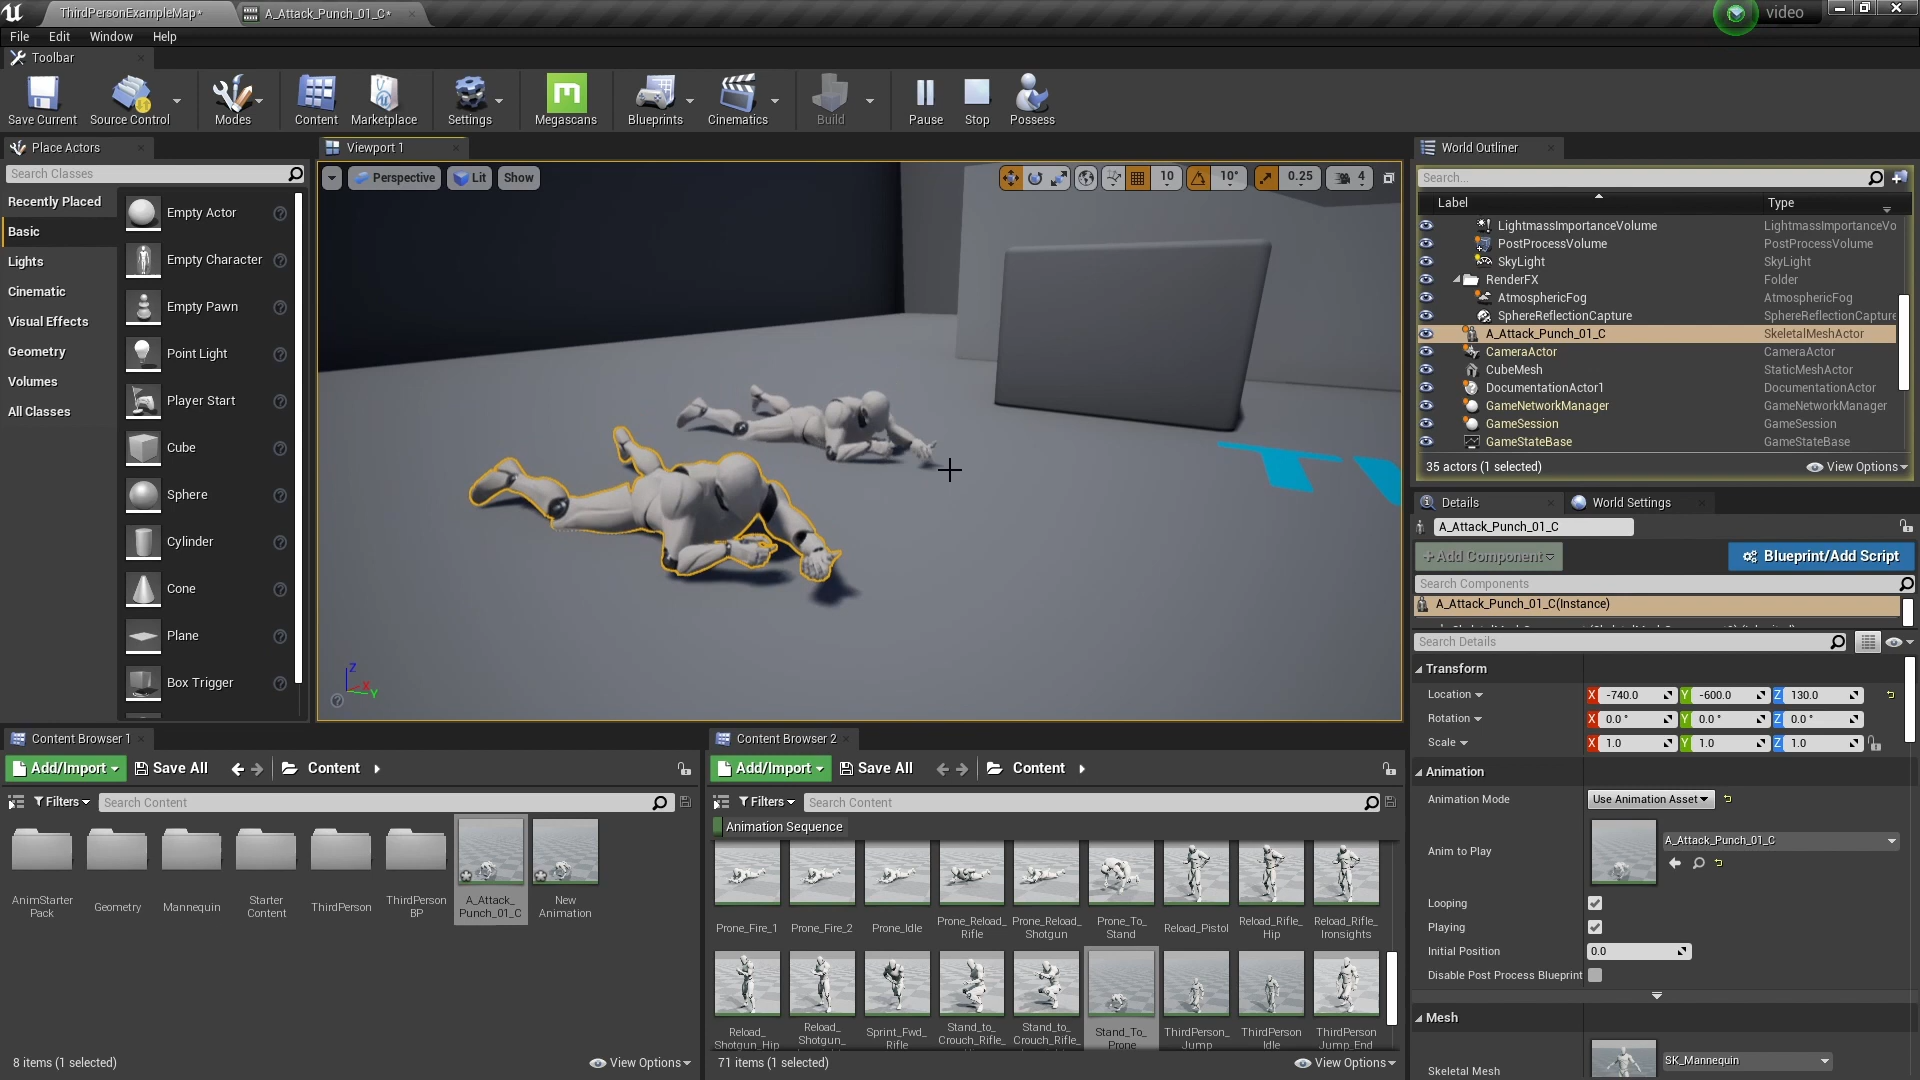 ThirdPersonExampleMap*
A_Attack_Punch_01_C*
video
File Edit Window Help
Toolbar
Save Current
Source Control
Modes
Content
Marketplace
Settings
Megascans
Blueprints
Cinematics
Build
Pause
Stop
Possess
Place Actors
Search Classes
Recently Placed
Basic
Lights
Cinematic
Visual Effects
Geometry
Volumes
All Classes
Empty Actor
Empty Character
Empty Pawn
Point Light
Player Start
Cube
Sphere
Cylinder
Cone
Plane
Box Trigger
Viewport 1
Perspective
Lit
Show
10
10°
0.25
4
Z
X
Y
World Outliner
Search...
Label
Type
LightmassImportanceVolume LightmassImportanceVo
PostProcessVolume PostProcessVolume
SkyLight SkyLight
RenderFX Folder
AtmosphericFog AtmosphericFog
SphereReflectionCapture SphereReflectionCapture
A_Attack_Punch_01_C SkeletalMeshActor
CameraActor CameraActor
CubeMesh StaticMeshActor
DocumentationActor1 DocumentationActor
GameNetworkManager GameNetworkManager
GameSession GameSession
GameStateBase GameStateBase
35 actors (1 selected)
View Options
Details
World Settings
A_Attack_Punch_01_C
+Add Component
Blueprint/Add Script
Search Components
A_Attack_Punch_01_C(Instance)
Search Details
Transform
Location X -740.0 Y -600.0 Z 130.0
Rotation X 0.0 ° Y 0.0 ° Z 0.0 °
Scale X 1.0 Y 1.0 Z 1.0
Animation
Animation Mode Use Animation Asset
Anim to Play A_Attack_Punch_01_C
Looping
Playing
Initial Position 0.0
Disable Post Process Blueprint
Mesh
Skeletal Mesh SK_Mannequin
Content Browser 1
Add/Import
Save All
Content
Filters
Search Content
AnimStarter
Pack
Geometry
Mannequin
Starter
Content
ThirdPerson
ThirdPerson
BP
A_Attack_
Punch_01_C
New
Animation
8 items (1 selected)
View Options
Content Browser 2
Add/Import
Save All
Content
Filters
Search Content
Animation Sequence
Prone_Fire_1
Prone_Fire_2
Prone_Idle
Prone_Reload_
Rifle
Prone_Reload_
Shotgun
Prone_To_
Stand
Reload_Pistol
Reload_Rifle_
Hip
Reload_Rifle_
Ironsights
Reload_
Shotgun_Hip
Reload_
Shotgun_
Sprint_Fwd_
Rifle
Stand_to_
Crouch_Rifle_
Stand_to_
Crouch_Rifle_
Stand_To_
Prone
ThirdPerson_
Jump
ThirdPerson
Idle
ThirdPerson
Jump_End
71 items (1 selected)
View Options